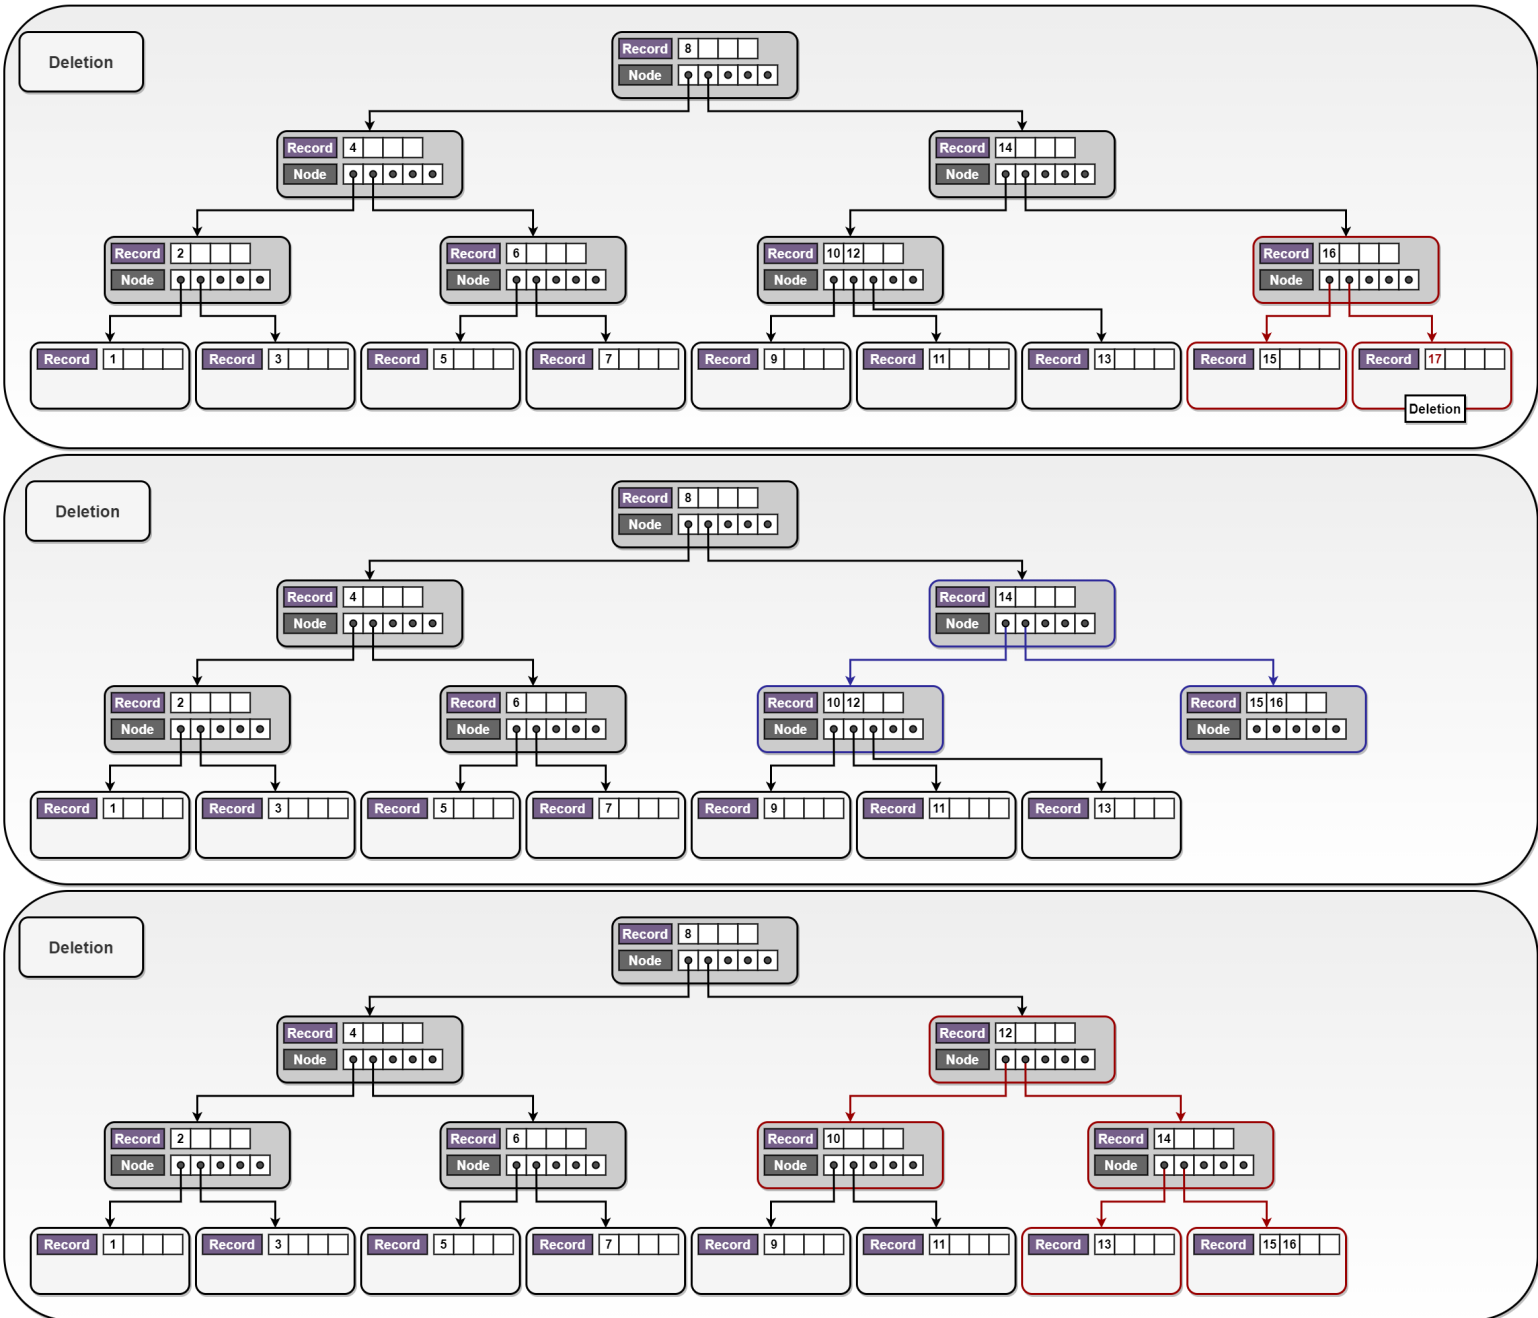 Deletion
Record 8
Node
Record 4
Node
Record 14
Node
Record 2
Node
Record 6
Node
Record 10 12
Node
Record 16
Node
Record 1
Record 3
Record 5
Record 7
Record 9
Record 11
Record 13
Record 15
Record 17
Deletion
Deletion
Record 8
Node
Record 4
Node
Record 14
Node
Record 2
Node
Record 6
Node
Record 10 12
Node
Record 15 16
Node
Record 1
Record 3
Record 5
Record 7
Record 9
Record 11
Record 13
Deletion
Record 8
Node
Record 4
Node
Record 12
Node
Record 2
Node
Record 6
Node
Record 10
Node
Record 14
Node
Record 1
Record 3
Record 5
Record 7
Record 9
Record 11
Record 13
Record 15 16